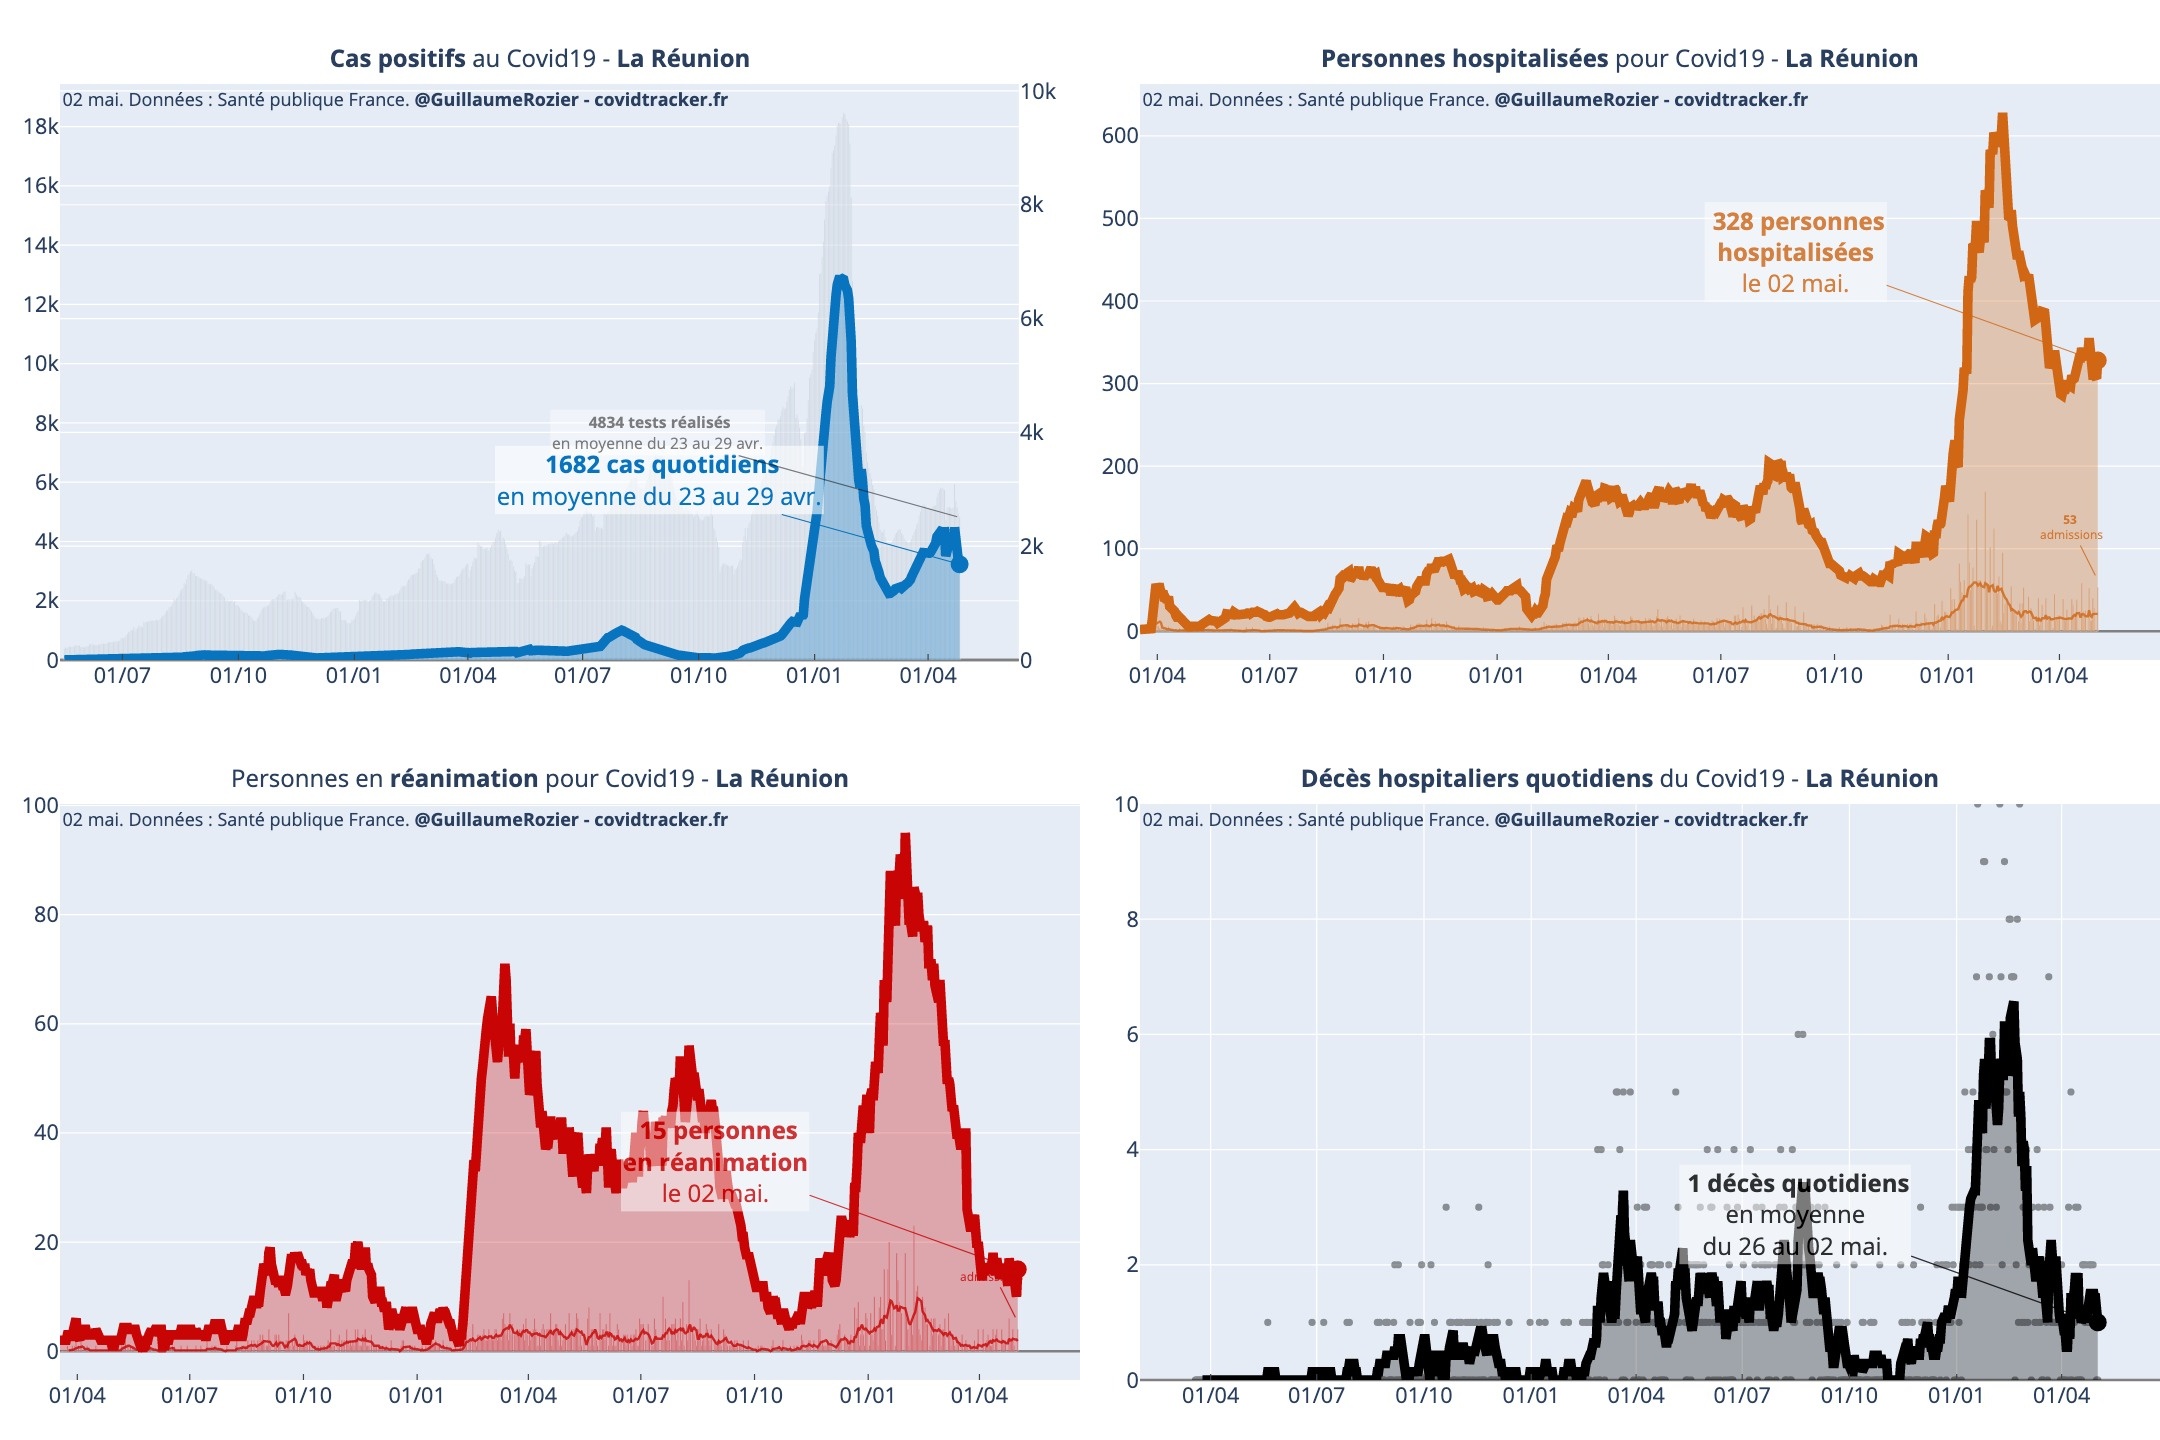 Cas positifs au Covid19 - La Réunion
02 mai. Données : Santé publique France. @GuillaumeRozier - covidtracker.fr
10k
18k
16k
8k
14k
12k
6k
10k
8k
4k
6k
4k
2k
2k
0
0
4834 tests réalisés
en moyenne du 23 au 29 avr.
1682 cas quotidiens
en moyenne du 23 au 29 avr.
01/07 01/10 01/01 01/04 01/07 01/10 01/01 01/04
Personnes hospitalisées pour Covid19 - La Réunion
02 mai. Données : Santé publique France. @GuillaumeRozier - covidtracker.fr
600
500
400
300
200
100
0
328 personnes
hospitalisées
le 02 mai.
53
admissions
01/04 01/07 01/10 01/01 01/04 01/07 01/10 01/01 01/04
Personnes en réanimation pour Covid19 - La Réunion
02 mai. Données : Santé publique France. @GuillaumeRozier - covidtracker.fr
100
80
60
40
20
0
15 personnes
en réanimation
le 02 mai.
01/04 01/07 01/10 01/01 01/04 01/07 01/10 01/01 01/04
Décès hospitaliers quotidiens du Covid19 - La Réunion
02 mai. Données : Santé publique France. @GuillaumeRozier - covidtracker.fr
10
8
6
4
2
0
1 décès quotidiens
en moyenne
du 26 au 02 mai.
01/04 01/07 01/10 01/01 01/04 01/07 01/10 01/01 01/04